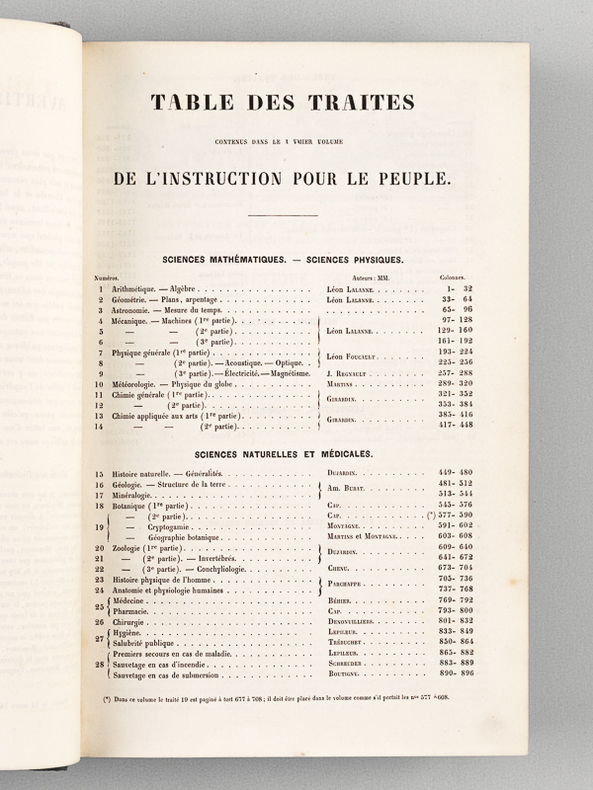 TABLE DES TRAITES
CONTENUS DANS LE 1 VMIER VOLUME
DE L'INSTRUCTION POUR LE PEUPLE.
SCIENCES MATHÉMATIQUES. — SCIENCES PHYSIQUES.
Numéros. Auteurs : MM. Colonnes.
1 Arithmétique. — Algèbre . . . . Léon Lalanne. . . . . 1- 32
2 Géométrie. — Plans, arpentage . . . . Léon Lalanne. . . . . 33- 64
3 Astronomie. — Mesure du temps. . . . . 65- 96
4 Mécanique. — Machines (1re partie). . . . . 97- 128
5 — — (2e partie) . . . . Léon Lalanne. . . . . 129- 160
6 — — (3e partie) . . . . 161- 192
7 Physique générale (1re partie) . . . . 193- 224
Léon Foucault. . . . .
8 — (2e partie). — Acoustique. — Optique. . . 225- 256
9 — (3e partie). — Électricité. — Magnétisme. J. Regnault . . . . 257- 288
10 Météorologie. — Physique du globe . . . . Martins . . . . 289- 320
11 Chimie générale (1re partie). . . . . 321- 352
Girardin. . . . .
12 — (2e partie). . . . . 353- 384
13 Chimie appliquée aux arts (1re partie) . . . . 385- 416
Girardin. . . . .
14 — — (2e partie). . . . . 417- 448
SCIENCES NATURELLES ET MÉDICALES.
15 Histoire naturelle. — Généralités. . . . . Dujardin. . . . . 449- 480
16 Géologie. — Structure de la terre . . . . 481- 512
Am. Burat. . . . .
17 Minéralogie. . . . . 513- 544
18 Botanique (1re partie) . . . . Cap. . . . . 545- 576
— (2e partie). . . . . Cap. . . . . (*) 577- 590
19 — Cryptogamie . . . . Montagne. . . . . 591- 602
— Géographie botanique . . . . Martins et Montagne. . . . . 603- 608
20 Zoologie (1re partie). . . . . 609- 640
Dujardin. . . . .
21 — (2e partie). — Invertébrés. . . . . 641- 672
22 — (3e partie). — Conchyliologie. . . . . Chenu. . . . . 673- 704
23 Histoire physique de l'homme . . . . 705- 736
Parchappe . . . .
24 Anatomie et physiologie humaines . . . . 737- 768
25 Médecine . . . . Béhier. . . . . 769- 792
Pharmacie. . . . . Cap. . . . . 793- 800
26 Chirurgie . . . . Denonvilliers. . . . . 801- 832
27 Hygiène. . . . . Lefileur. . . . . 833- 849
Salubrité publique . . . . Trébuchet . . . . 850- 864
Premiers secours en cas de maladie. . . . . Lefileur. . . . . 865- 882
28 Sauvetage en cas d'incendie . . . . Schreuder . . . . 883- 889
Sauvetage en cas de submersion . . . . Boutigny. . . . . 890- 896
(*) Dans ce volume le traité 19 est paginé à tort 677 à 708 ; il doit être placé dans le volume comme s'il portait les nos 577 à 608.